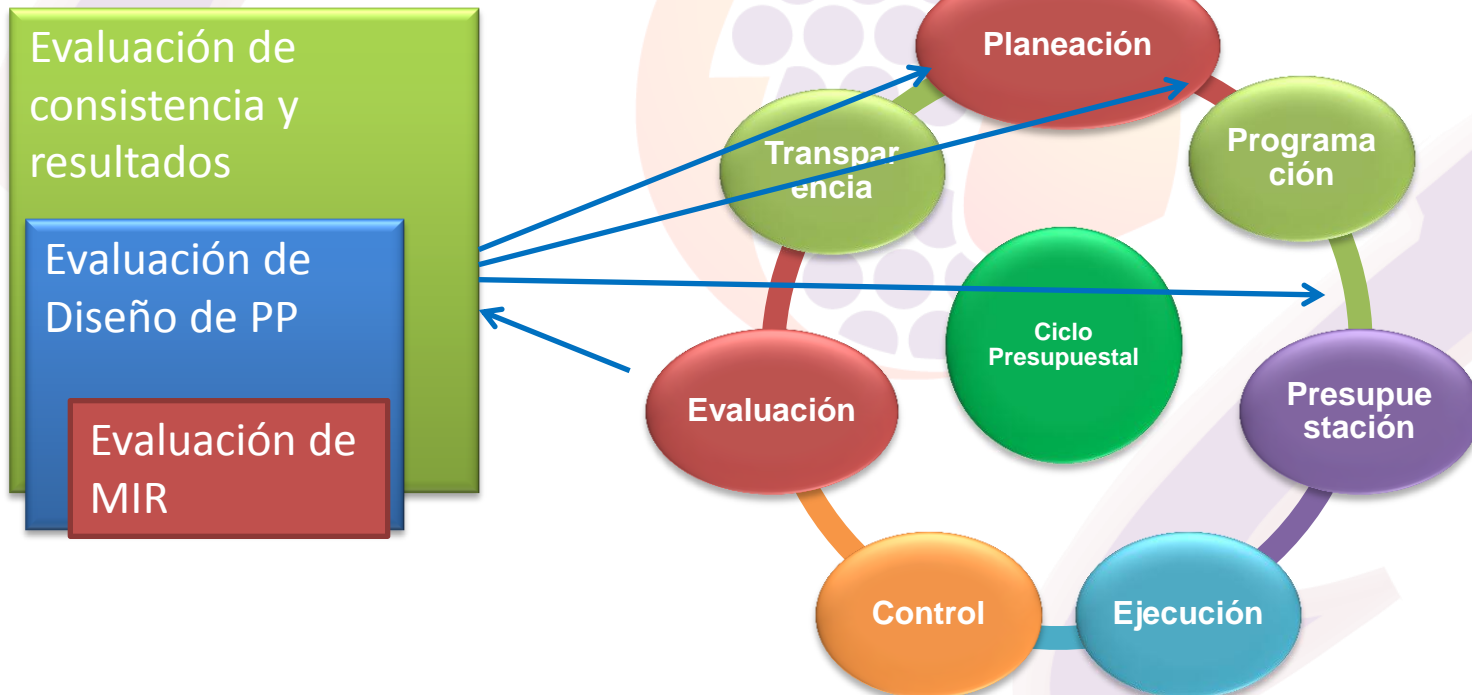 Evaluación de
consistencia y
resultados
Evaluación de
Diseño de PP
Evaluación de
MIR
Planeación
Programa
ción
Presupue
stación
Ejecución
Control
Evaluación
Transpar
encia
Ciclo
Presupuestal